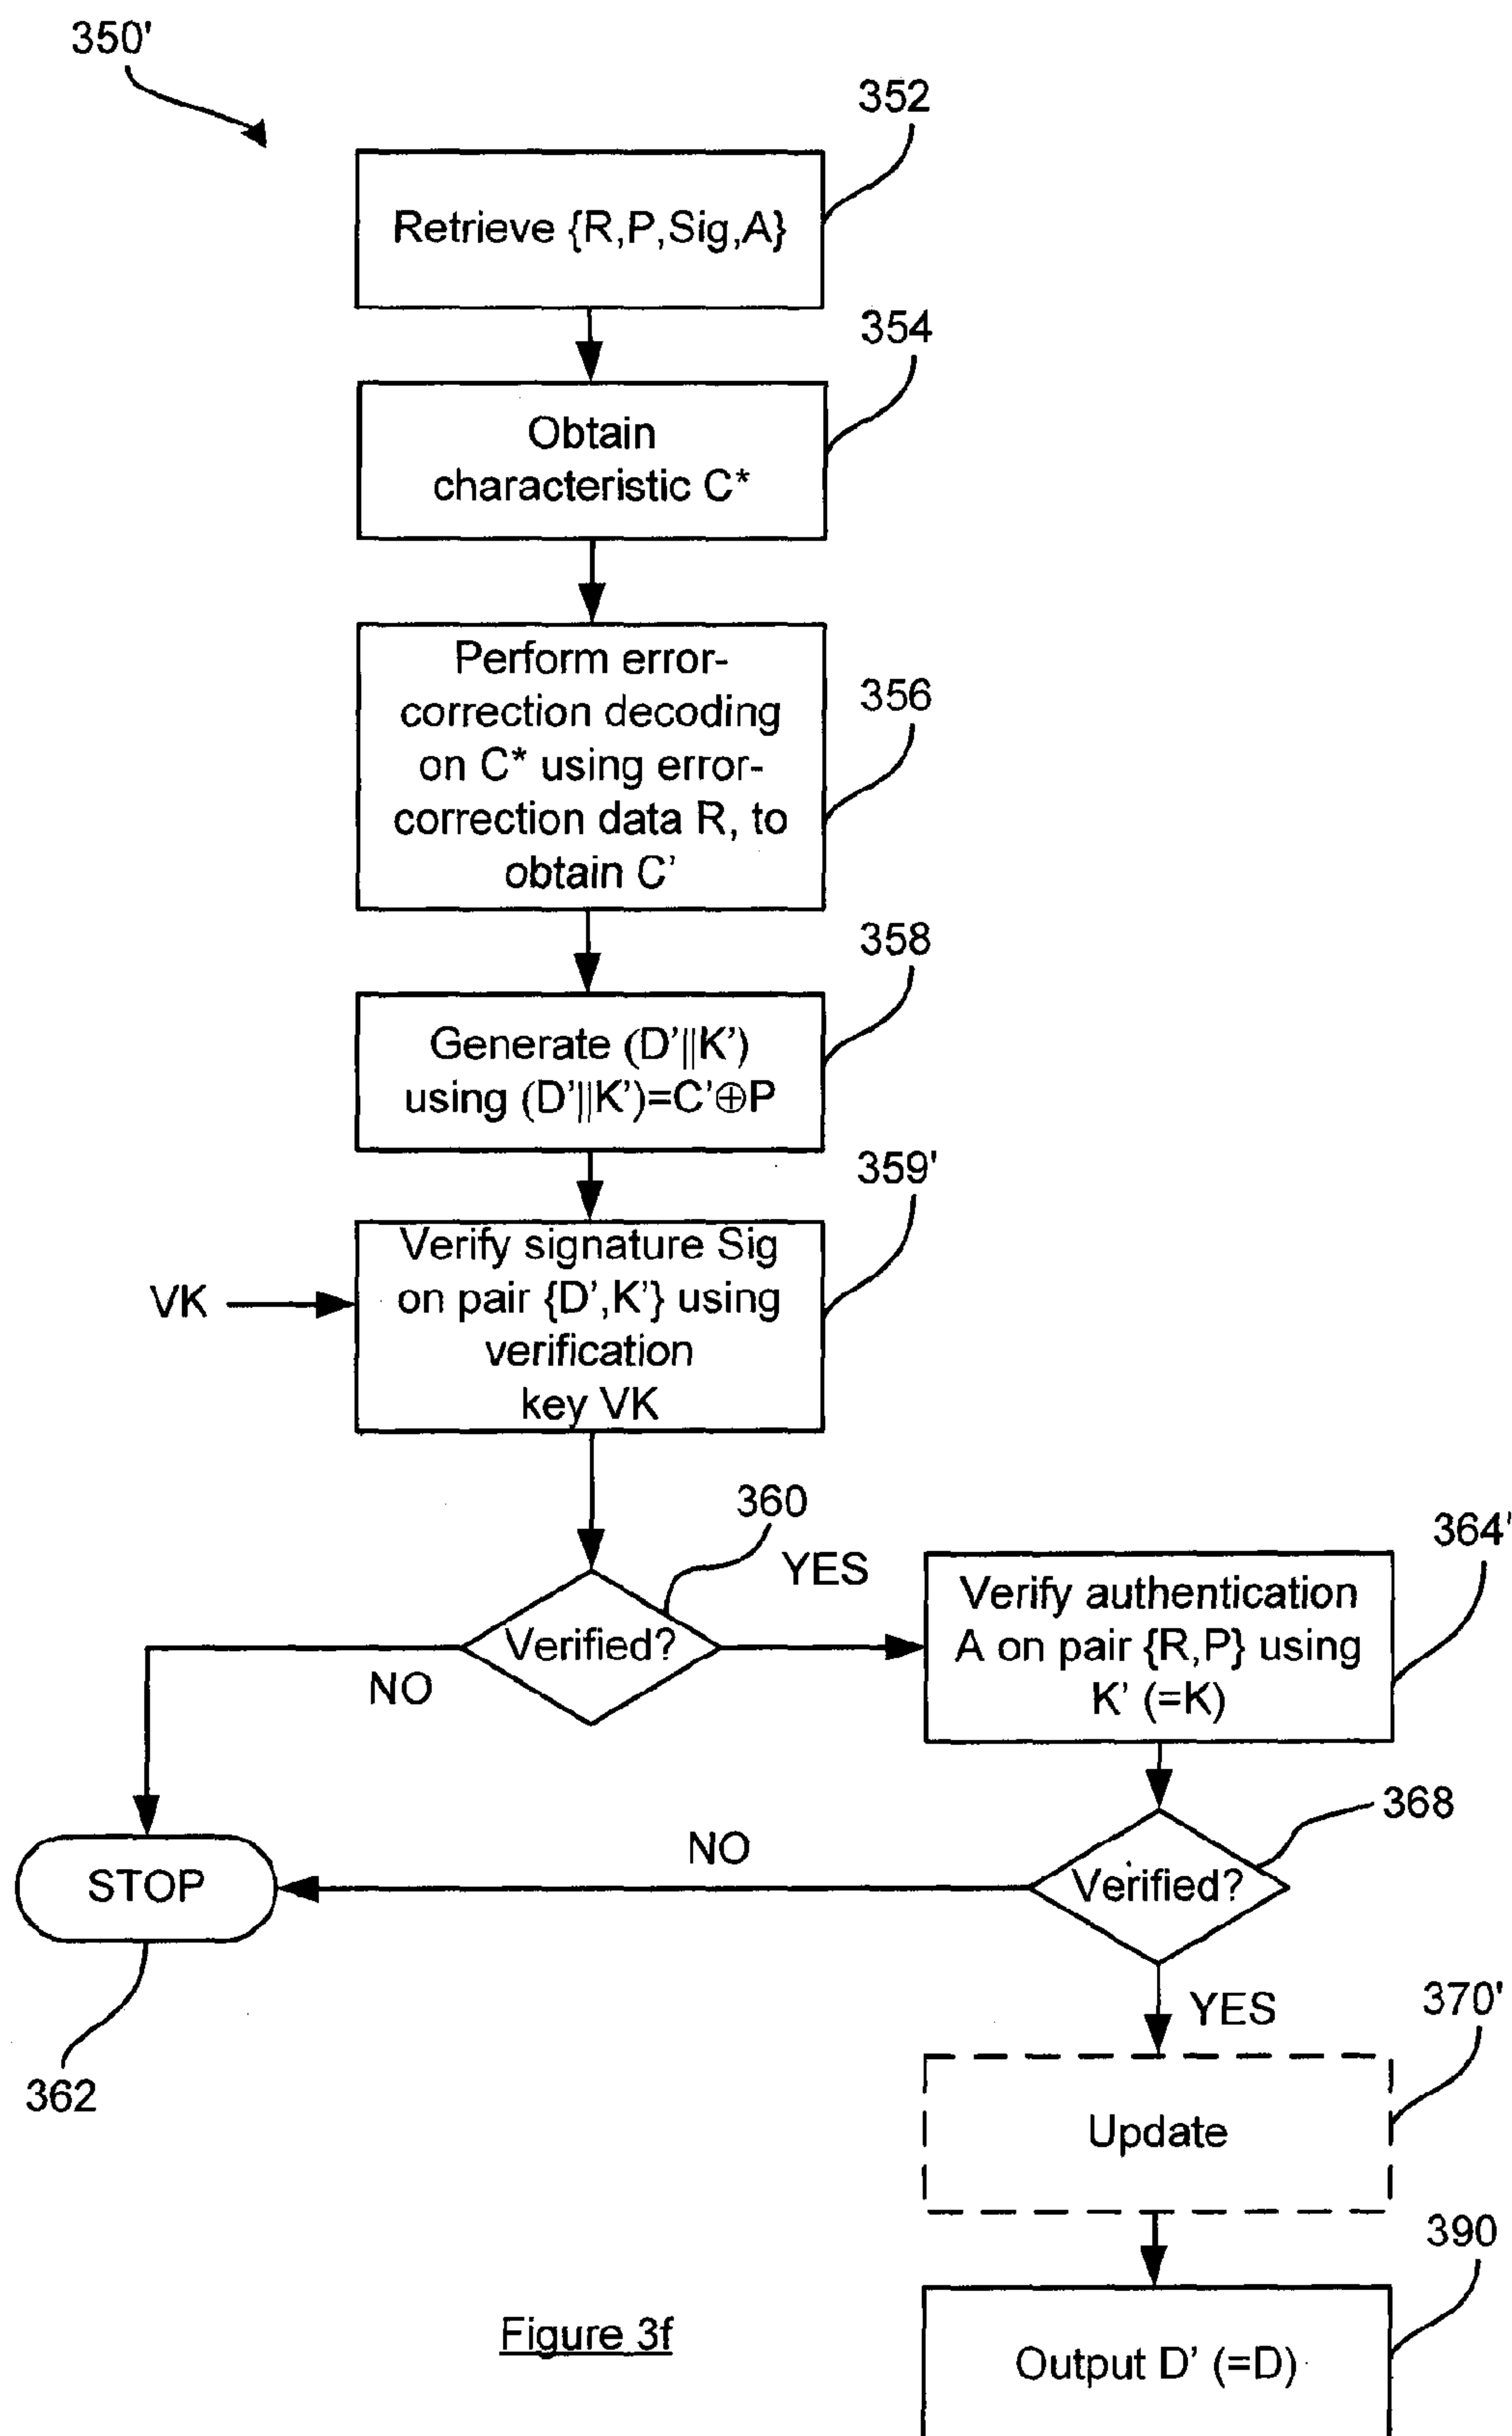 350'
352
Retrieve {R,P,Sig,A}
354
Obtain
characteristic C*
Perform error-
correction decoding
on C* using error-
correction data R, to
obtain C’
356
358
Generate (D’||K’)
using (D’||K’)=C’⊕P
359'
Verify signature Sig
on pair {D’,K’} using
verification
key VK
VK
360
YES
364'
Verify authentication
A on pair {R,P} using
K’ (=K)
Verified?
NO
368
NO
Verified?
STOP
YES
370'
362
Update
390
Output D’ (=D)
Figure 3f